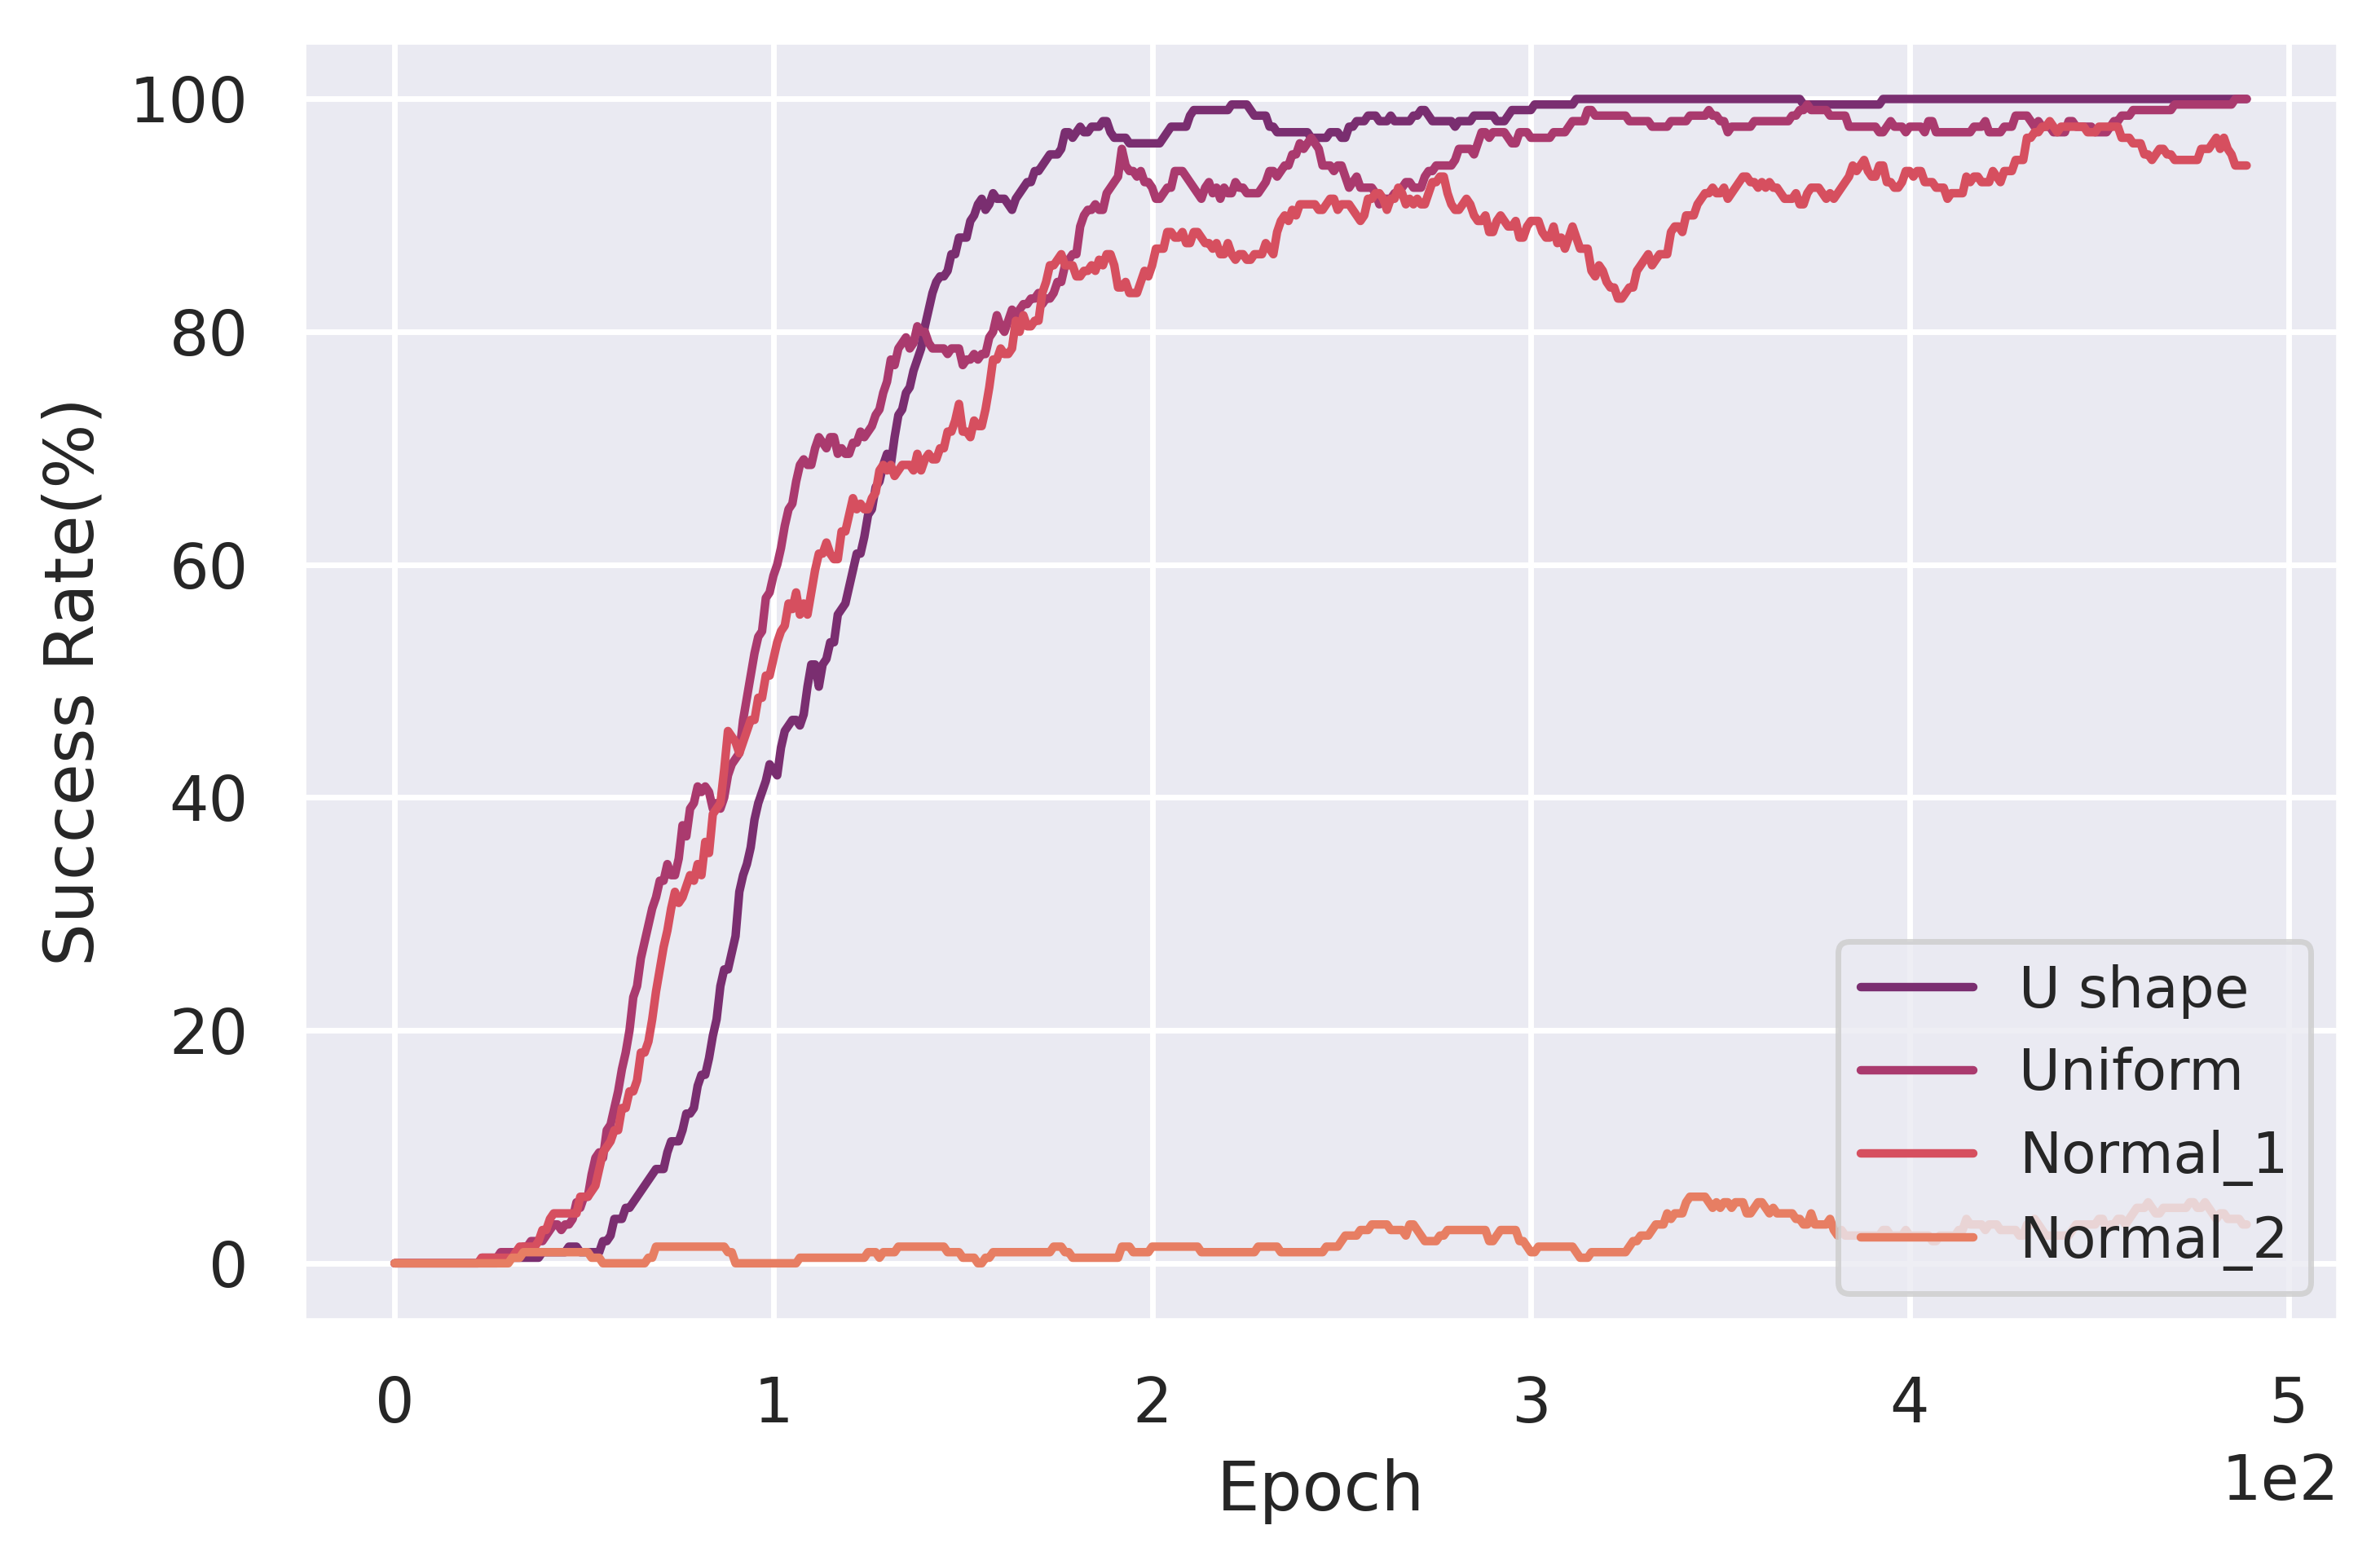 100
80
60
40
20
0
Success Rate(%)
U shape
Uniform
Normal_1
Normal_2
0 1 2 3 4 5
1e2
Epoch